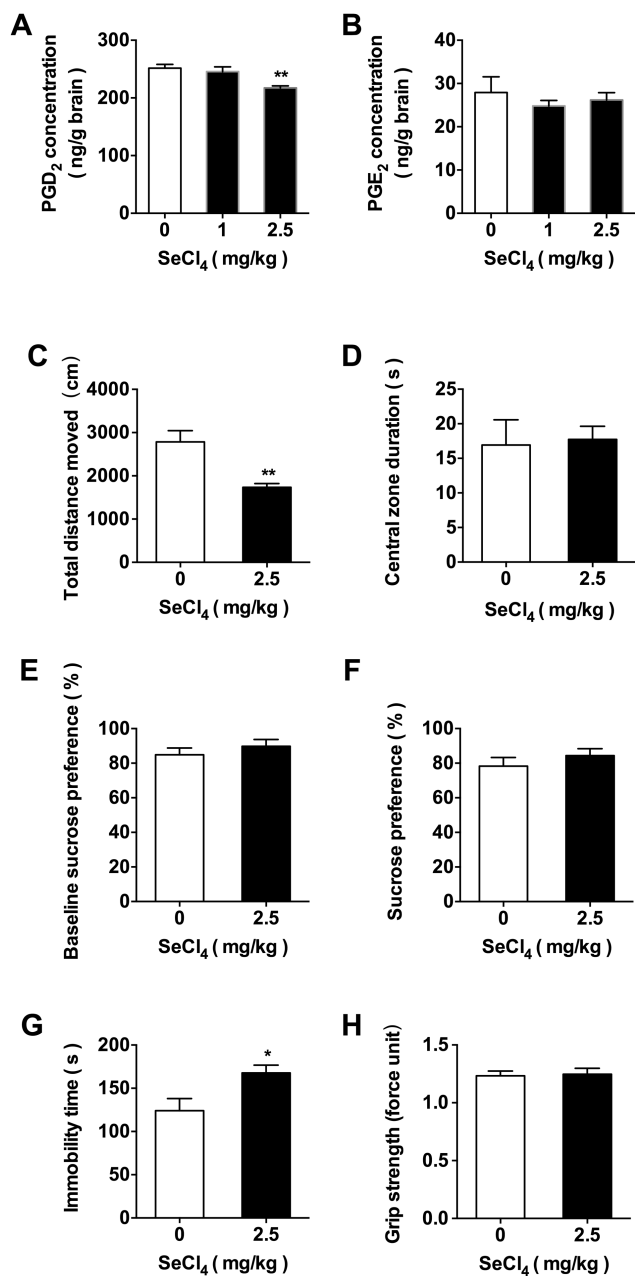 A
PGD2 concentration
( ng/g brain )
300
200
100
0
**
0 1 2.5
SeCl4 ( mg/kg )
B
PGE2 concentration
(ng/g brain )
40
30
20
10
0
0 1 2.5
SeCl4 ( mg/kg )
C
Total distance moved (cm)
4000
3000
2000
1000
0
**
0 2.5
SeCl4 ( mg/kg )
D
Central zone duration ( s )
25
20
15
10
5
0
0 2.5
SeCl4 ( mg/kg )
E
Baseline sucrose preference ( % )
100
80
60
40
20
0
0 2.5
SeCl4 ( mg/kg )
F
Sucrose preference ( % )
100
80
60
40
20
0
0 2.5
SeCl4 ( mg/kg )
G
Immobility time ( s )
200
150
100
50
0
*
0 2.5
SeCl4 ( mg/kg )
H
Grip strength (force unit)
1.5
1.0
0.5
0.0
0 2.5
SeCl4 ( mg/kg )